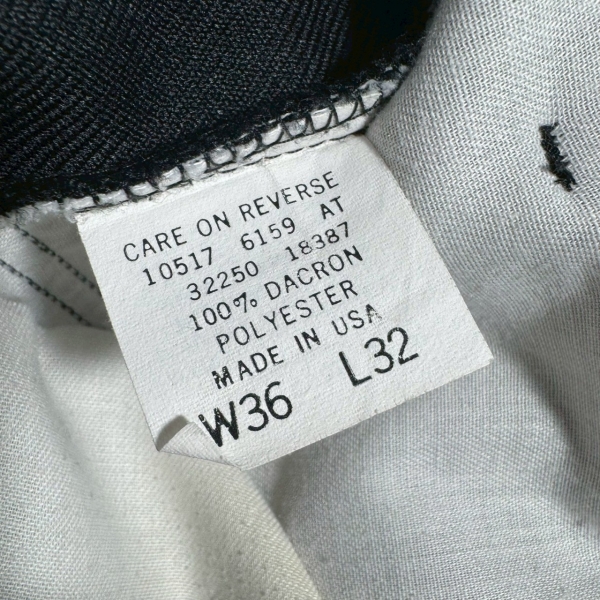 CARE ON REVERSE
10517 6159 AT
32250 18387
100% DACRON
POLYESTER
MADE IN USA
W36 L32